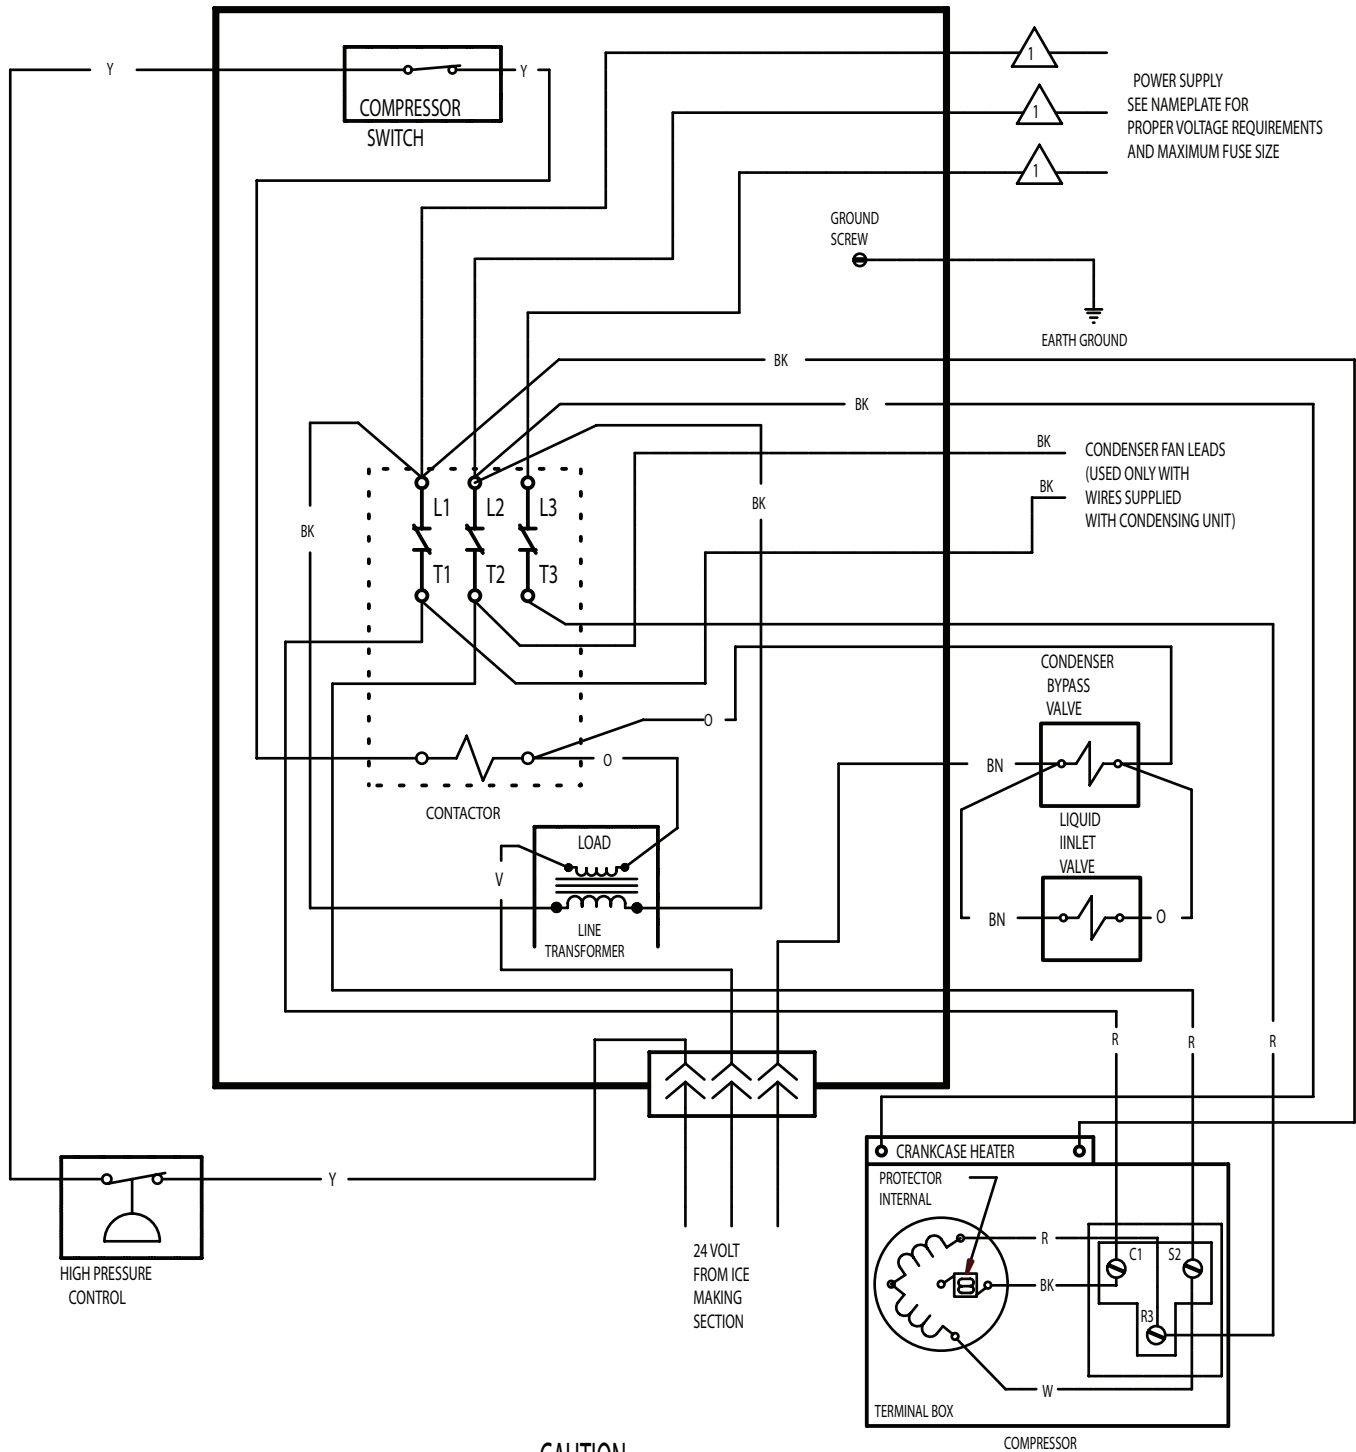 1
Y
Y
POWER SUPPLY
COMPRESSOR
SEE NAMEPLATE FOR
1
SWITCH
PROPER VOLTAGE REQUIREMENTS
AND MAXIMUM FUSE SIZE
1
GROUND
SCREW
EARTH GROUND
BK
BK
BK
CONDENSER FAN LEADS
(USED ONLY WITH
BK
WIRES SUPPLIED
WITH CONDENSING UNIT)
L1
L2
L3
BK
BK
T1
T2
T3
CONDENSER
BYPASS
VALVE
O
O
BN
CONTACTOR
LIQUID
IINLET
VALVE
LOAD
V
BN
O
LINE
TRANSFORMER
R
R
R
CRANKCASE HEATER
PROTECTOR
INTERNAL
Y
R
C1
S2
24 VOLT
FROM ICE
MAKING
SECTION
HIGH PRESSURE
CONTROL
BK
R3
W
TERMINAL BOX
COMPRESSOR
CAUTION